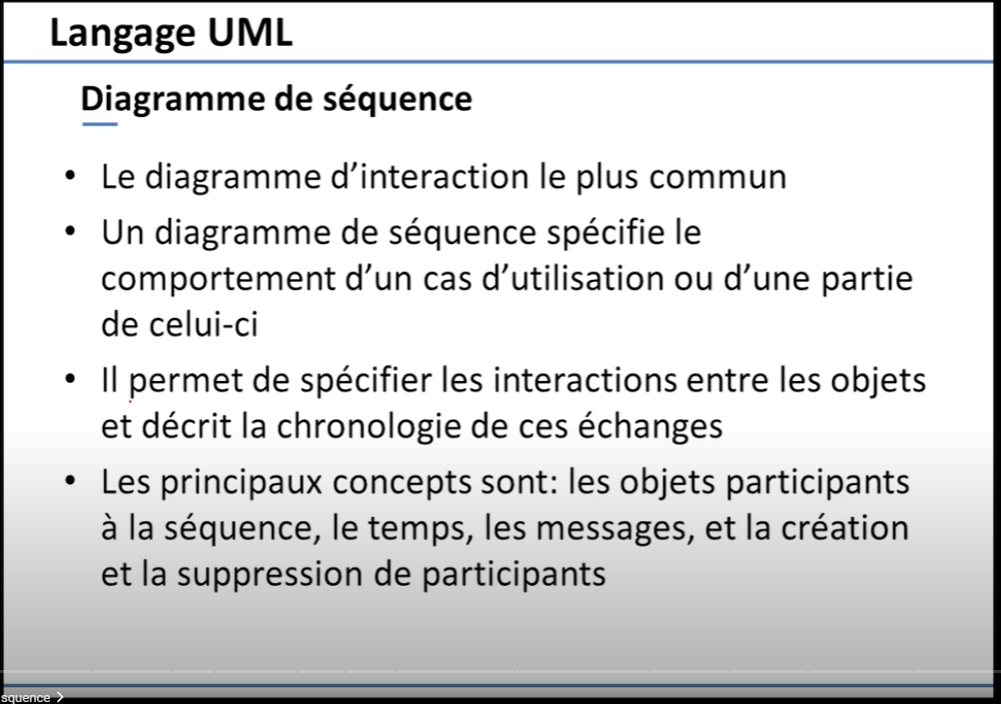 Langage UML
Diagramme de séquence
• Le diagramme d’interaction le plus commun
• Un diagramme de séquence spécifie le
comportement d’un cas d’utilisation ou d’une partie
de celui-ci
• Il permet de spécifier les interactions entre les objets
et décrit la chronologie de ces échanges
• Les principaux concepts sont: les objets participants
à la séquence, le temps, les messages, et la création
et la suppression de participants
squence >